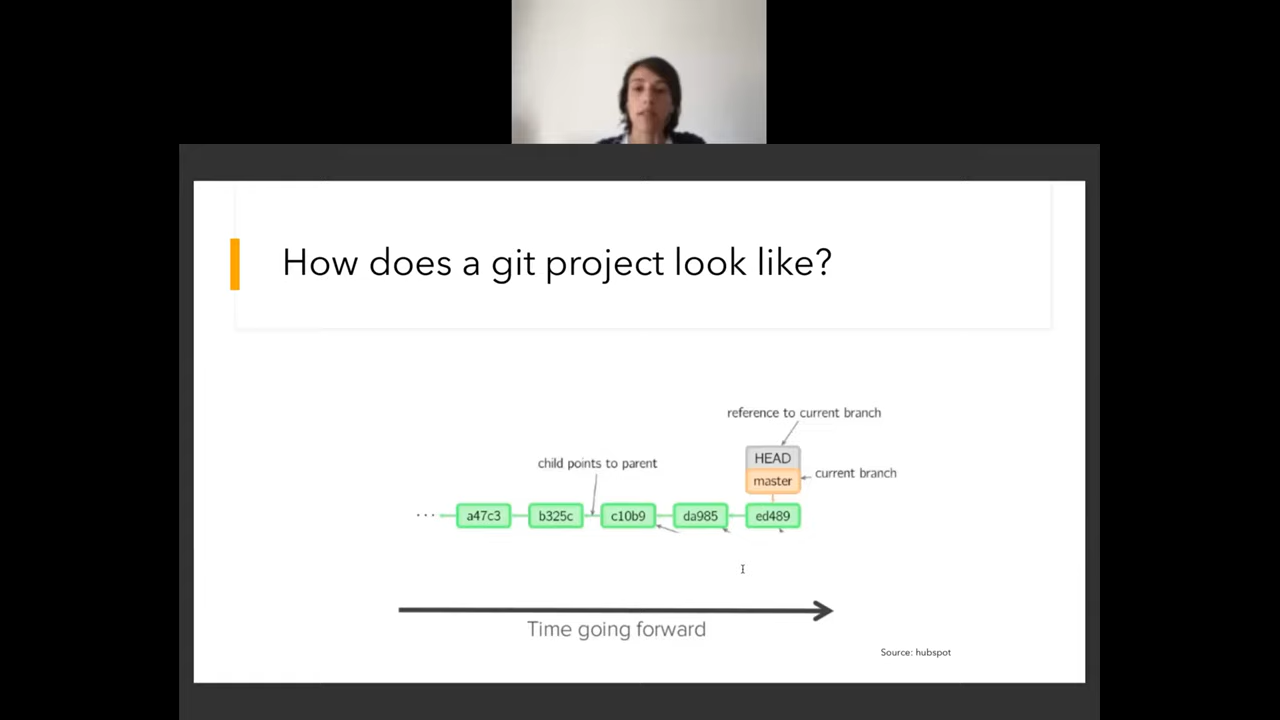 How does a git project look like?
reference to current branch
HEAD
child points to parent
master
current branch
...
a47c3
b325c
c10b9
da985
ed489
Time going forward
Source: hubspot